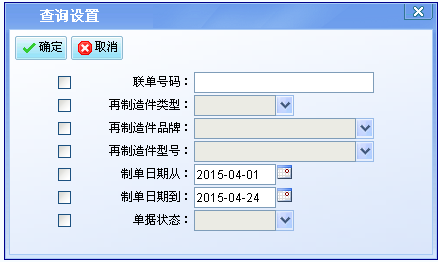 查询设置
确定 取消
联单号码：
再制造件类型：
再制造件品牌：
再制造件型号：
制单日期从：2015-04-01
制单日期到：2015-04-24
单据状态：